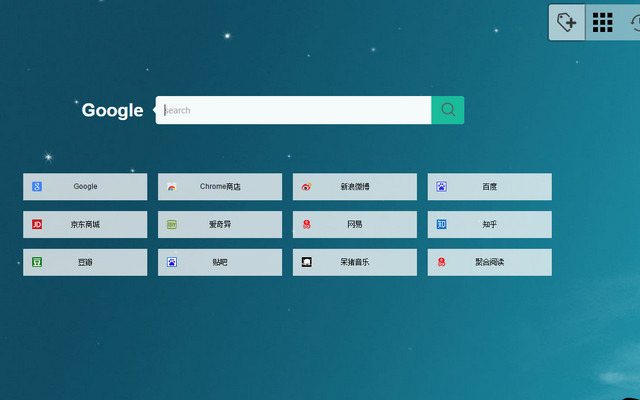 Google
search
Google
Chrome商店
新浪微博
百度
京东商城
爱奇异
网易
知乎
豆瓣
贴吧
呆猪音乐
聚合阅读